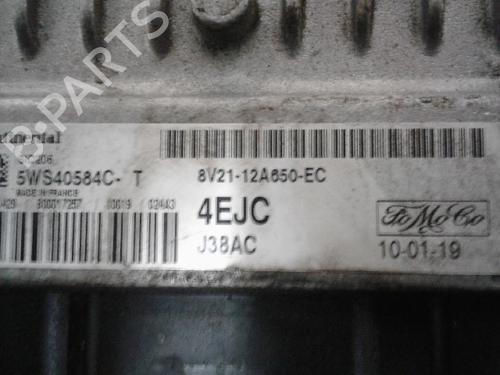 5WS40584C- T
MADE IN FRANCE
8V21-12A650-EC
4EJC
J38AC
FoMoCo
10-01-19
B-PARTS